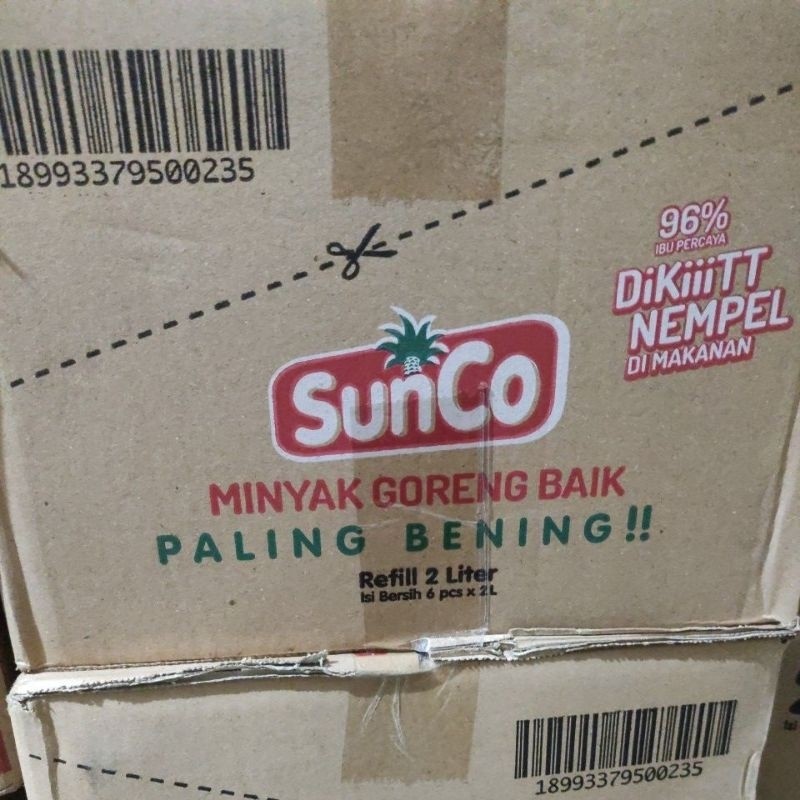 18993379500235
96%
IBU PERCAYA
DiKiiiTT
NEMPEL
DI MAKANAN
SunCo
MINYAK GORENG BAIK
PALING BENING!!
Refill 2 Liter
Isi Bersih 6 pcs x 2L
18993379500235